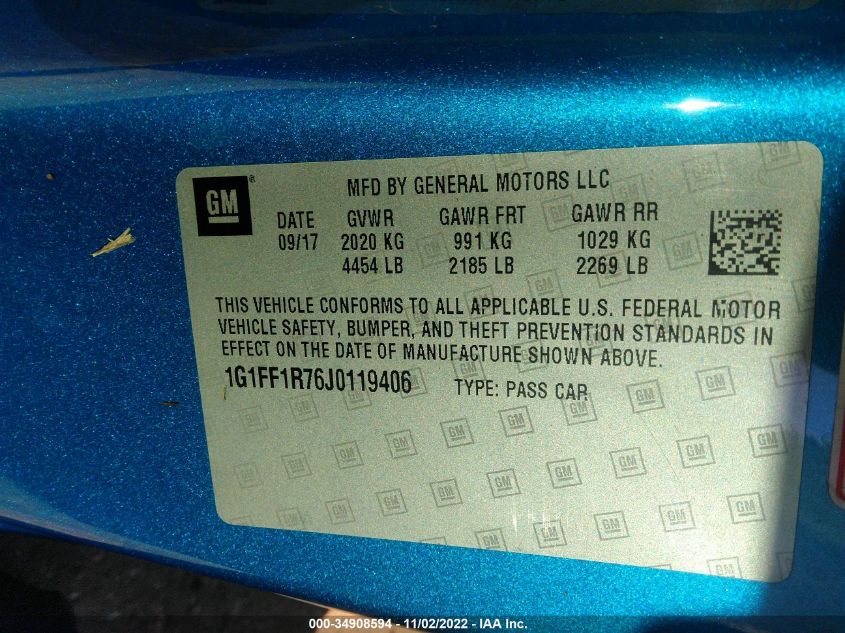 GM®
MFD BY GENERAL MOTORS LLC
DATE GVWR GAWR FRT GAWR RR
09/17 2020 KG 991 KG 1029 KG
4454 LB 2185 LB 2269 LB
THIS VEHICLE CONFORMS TO ALL APPLICABLE U.S. FEDERAL MOTOR
VEHICLE SAFETY, BUMPER, AND THEFT PREVENTION STANDARDS IN
EFFECT ON THE DATE OF MANUFACTURE SHOWN ABOVE.
1G1FF1R76J0119406 TYPE: PASS CAR
000-34908594 - 11/02/2022 - IAA Inc.